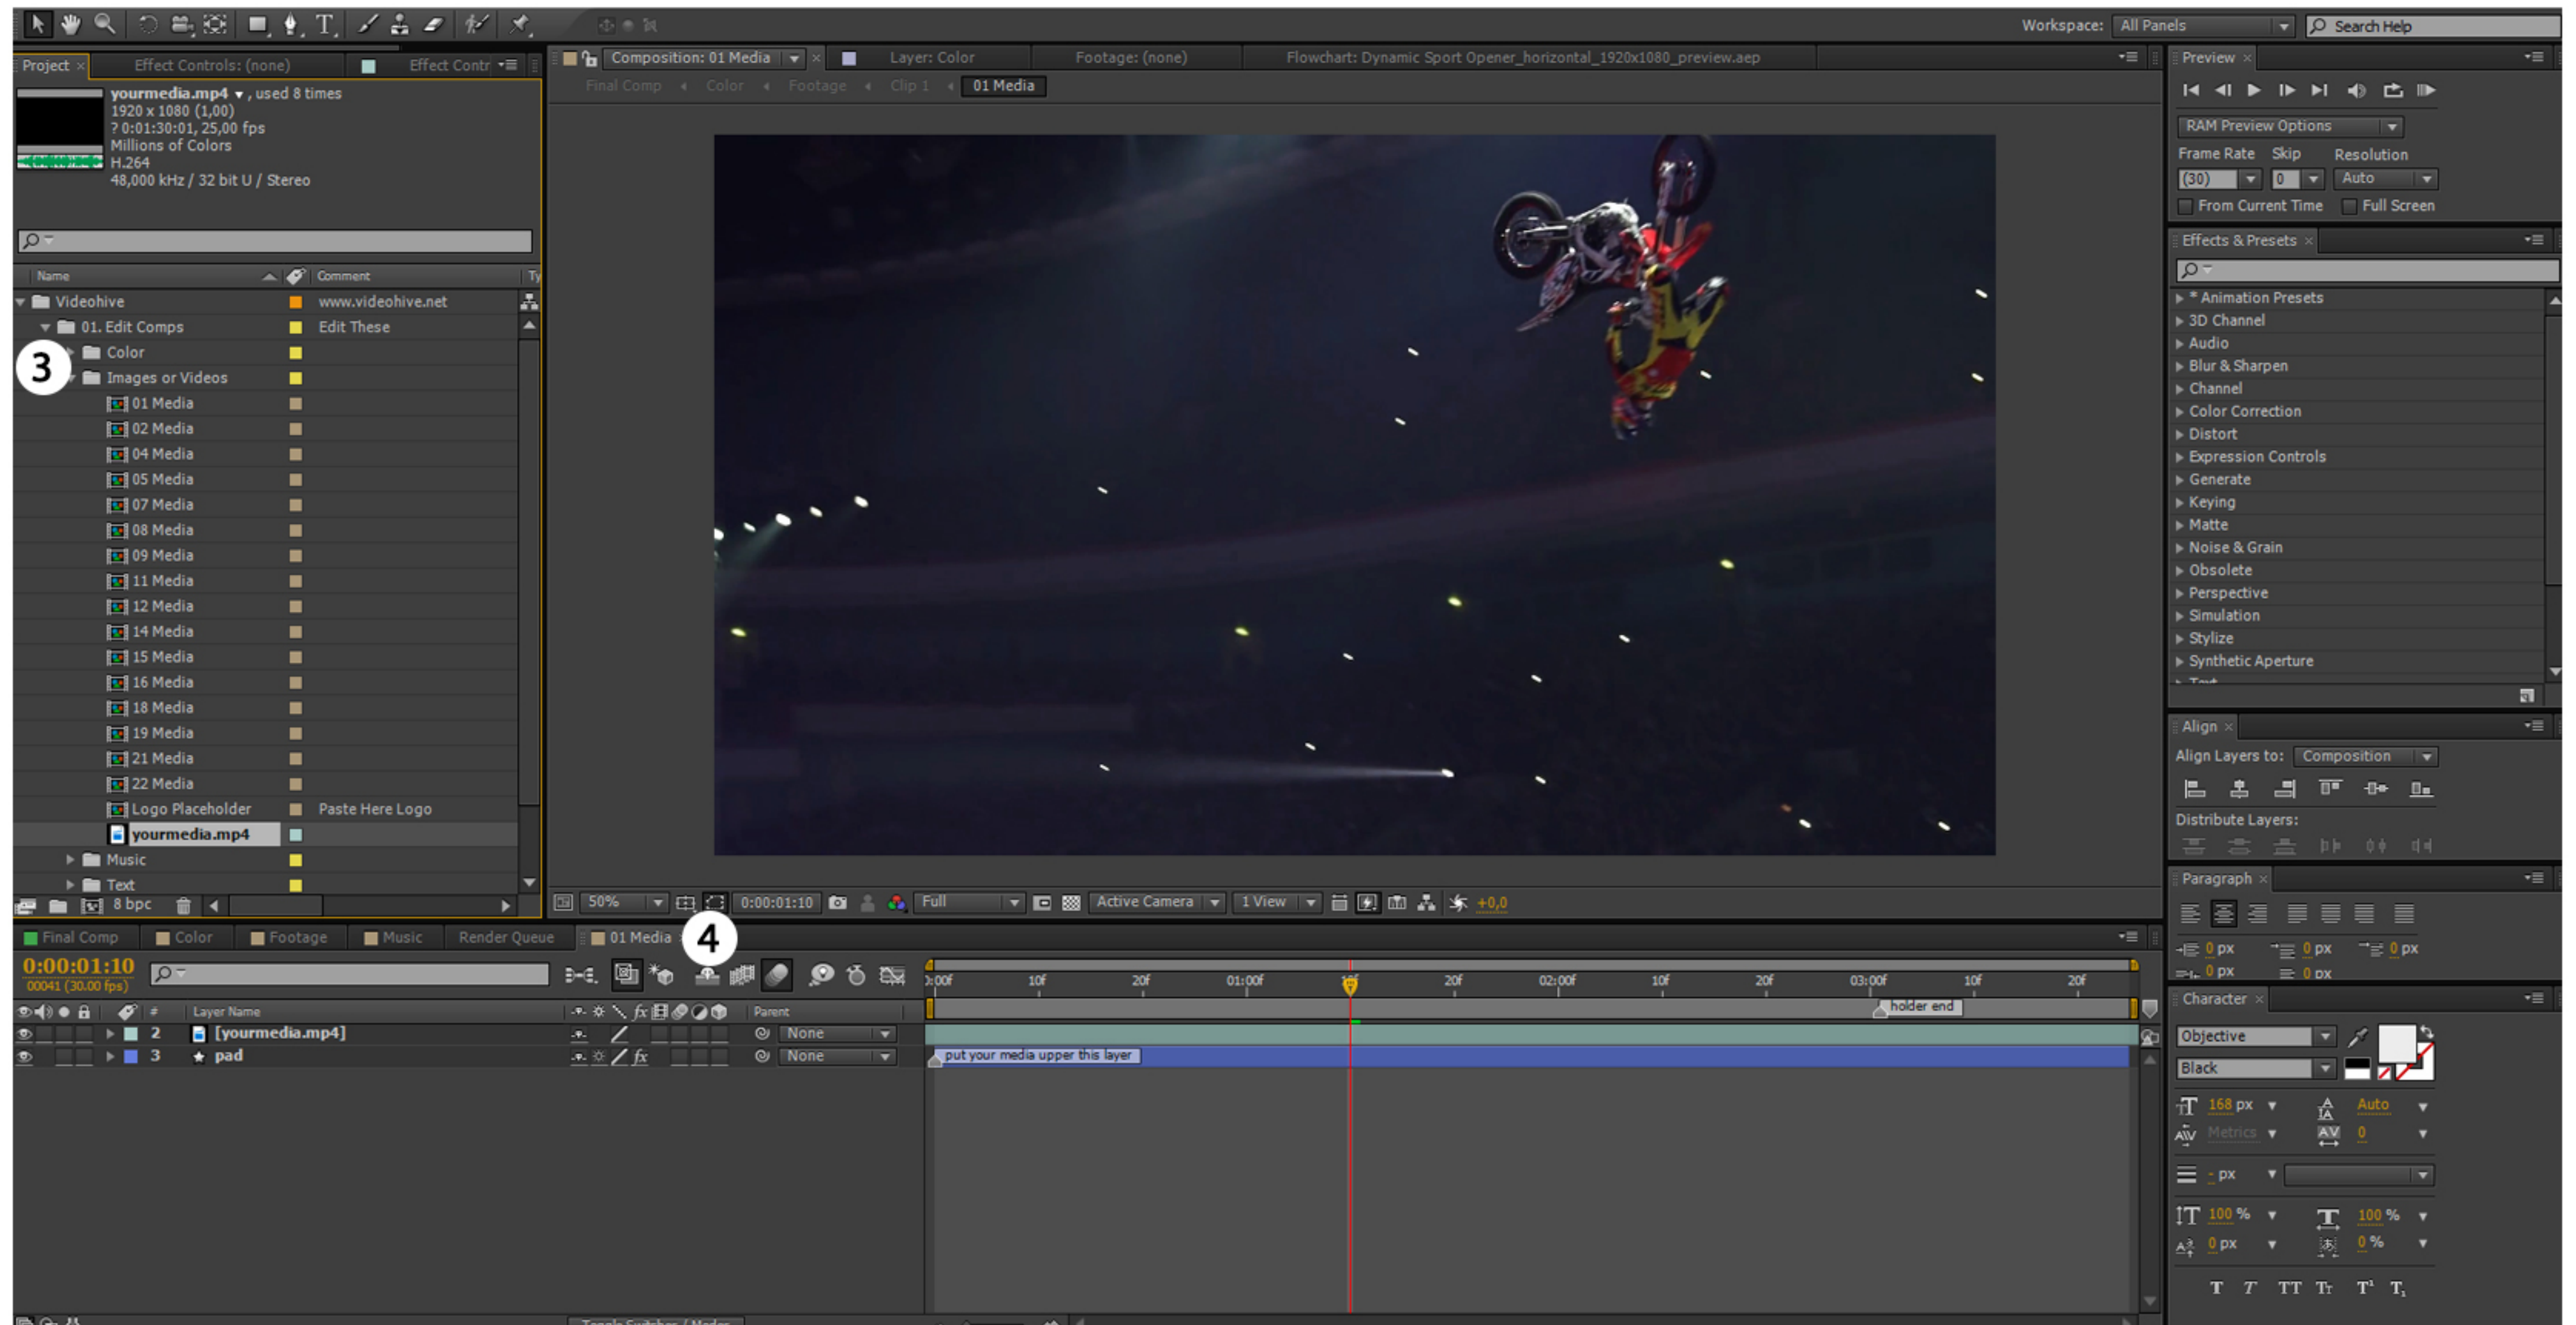 Workspace: All Panels Search Help
Project Effect Controls: (none) Effect Contr
Composition: 01 Media Layer: Color Footage: (none) Flowchart: Dynamic Sport Opener_horizontal_1920x1080_preview.aep
Final Comp Color Footage Clip 1 01 Media
yourmedia.mp4 , used 8 times
1920 x 1080 (1,00)
? 0:01:30:01, 25,00 fps
Millions of Colors
H.264
48,000 kHz / 32 bit U / Stereo
Name Comment Ty
Videohive www.videohive.net
01. Edit Comps Edit These
Color
3
Images or Videos
01 Media
02 Media
04 Media
05 Media
07 Media
08 Media
09 Media
11 Media
12 Media
14 Media
15 Media
16 Media
18 Media
19 Media
21 Media
22 Media
Logo Placeholder Paste Here Logo
yourmedia.mp4
Music
Text
8 bpc
50% 0:00:01:10 Full Active Camera 1 View +0,0
Preview
RAM Preview Options
Frame Rate Skip Resolution
(30) 0 Auto
From Current Time Full Screen
Effects & Presets
* Animation Presets
3D Channel
Audio
Blur & Sharpen
Channel
Color Correction
Distort
Expression Controls
Generate
Keying
Matte
Noise & Grain
Obsolete
Perspective
Simulation
Stylize
Synthetic Aperture
Text
Align
Align Layers to: Composition
Distribute Layers:
Paragraph
0 px 0 px 0 px
0 px 0 px
Character
Objective
Black
168 px Auto
Metrics 0
- px
100 % 100 %
0 px 0 %
T T TT Tr T¹ T₁
Final Comp Color Footage Music Render Queue 01 Media
4
0:00:01:10
00041 (30.00 fps)
0:00f 10f 20f 01:00f 20f 02:00f 10f 20f 03:00f 10f 20f
# Layer Name Parent
holder end
2 [yourmedia.mp4] None
3 pad fx None
put your media upper this layer
Toggle Switches / Modes